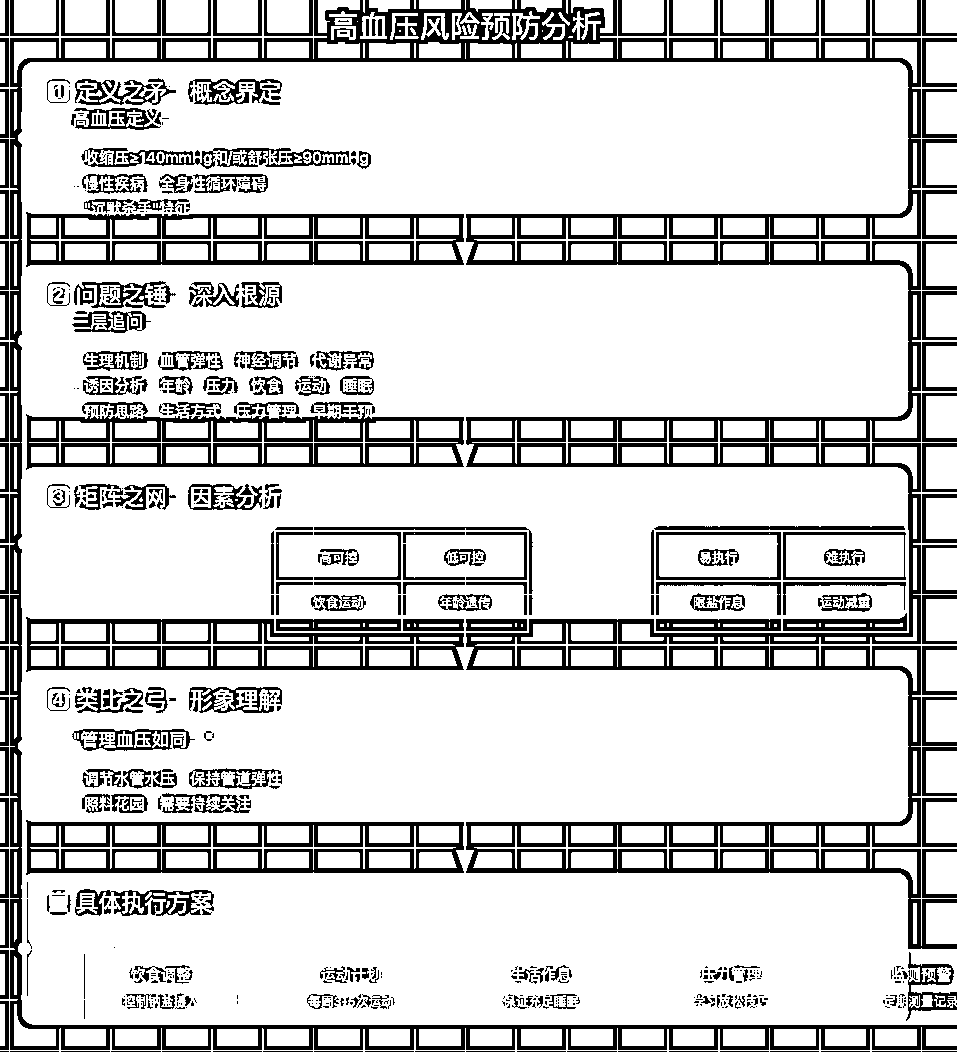 高血压风险预防分析
① 定义之矛 - 概念界定
高血压定义
收缩压≥140mmHg和/或舒张压≥90mmHg
慢性疾病 全身性循环障碍
"沉默杀手"特征
② 问题之锤 - 深入根源
三层追问
生理机制 血管弹性、神经调节、代谢异常
诱因分析 年龄、压力、饮食、运动、睡眠
预防思路 生活方式、压力管理、早期干预
③ 矩阵之网 - 因素分析
高可控 低可控 易执行 难执行
饮食运动 年龄遗传 限盐作息 运动减重
④ 类比之弓 - 形象理解
"管理血压如同"
调节水管水压 保持管道弹性
照料花园 需要持续关注
具体执行方案
饮食调整 运动计划 生活作息 压力管理 监测预警
控制钠盐摄入 每周3-5次运动 保证充足睡眠 学习放松技巧 定期测量记录